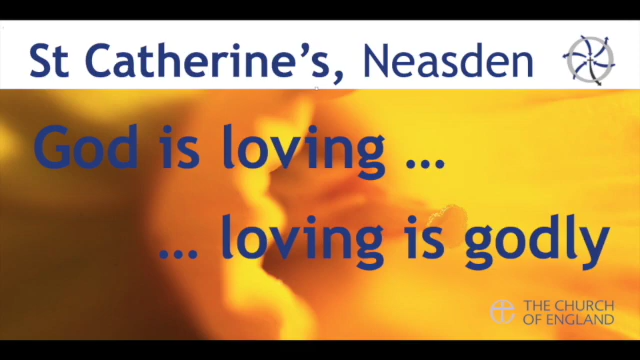 St Catherine’s, Neasden
God is loving ...
... loving is godly
THE CHURCH
OF ENGLAND